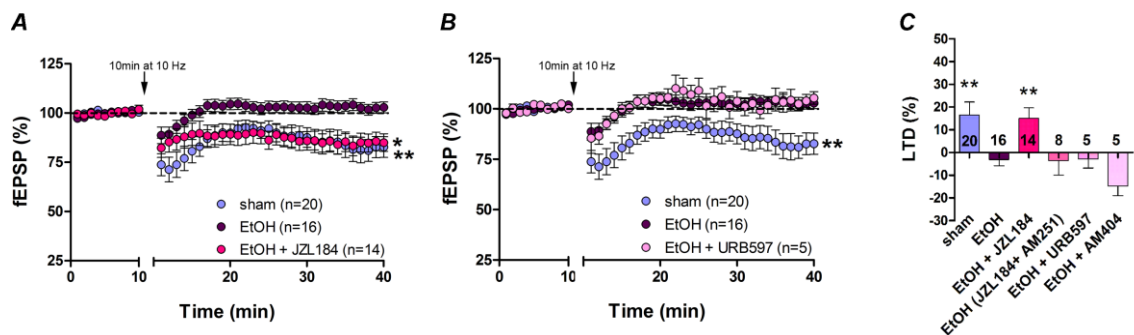 A
10min at 10 Hz
fEPSP (%)
125
100
75
50
25
0
10
20
30
40
*
**
sham (n=20)
EtOH (n=16)
EtOH + JZL184 (n=14)
Time (min)
B
10min at 10 Hz
fEPSP (%)
125
100
75
50
25
0
10
20
30
40
**
sham (n=20)
EtOH (n=16)
EtOH + URB597 (n=5)
Time (min)
C
LTD (%)
50
40
30
20
10
0
-10
-20
-30
**
**
20
16
14
8
5
5
sham
EtOH
EtOH + JZL184
EtOH (JZL184+ AM251)
EtOH + URB597
EtOH + AM404